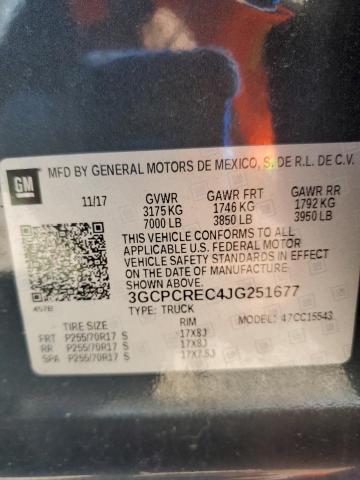 GM
MFD BY GENERAL MOTORS DE MEXICO, S. DE R.L. DE C.V.
11/17 GVWR GAWR FRT GAWR RR
3175 KG 1746 KG 1792 KG
7000 LB 3850 LB 3950 LB
THIS VEHICLE CONFORMS TO ALL
APPLICABLE U.S. FEDERAL MOTOR
VEHICLE SAFETY STANDARDS IN
EFFECT ON THE DATE OF
MANUFACTURE SHOWN ABOVE.
3GCPCREC4JG251677
TYPE: TRUCK
MODEL: 47CC15543
TIRE SIZE RIM
FRT P255/70R17 S 17X8J
RR P255/70R17 S 17X8J
SPA P255/70R17 S 17X7.5J